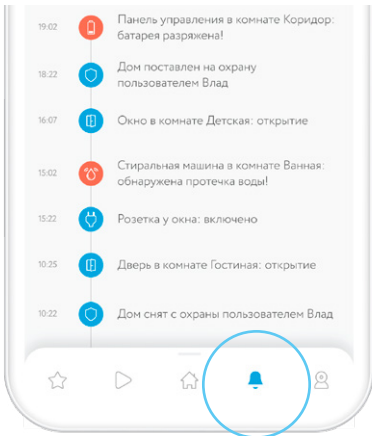 19:02
Панель управления в комнате Коридор:
батарея разряжена!
18:22
Дом поставлен на охрану
пользователем Влад
16:07
Окно в комнате Детская: открытие
15:02
Стиральная машина в комнате Ванная:
обнаружена протечка воды!
15:22
Розетка у окна: включено
10:25
Дверь в комнате Гостиная: открытие
10:22
Дом снят с охраны пользователем Влад